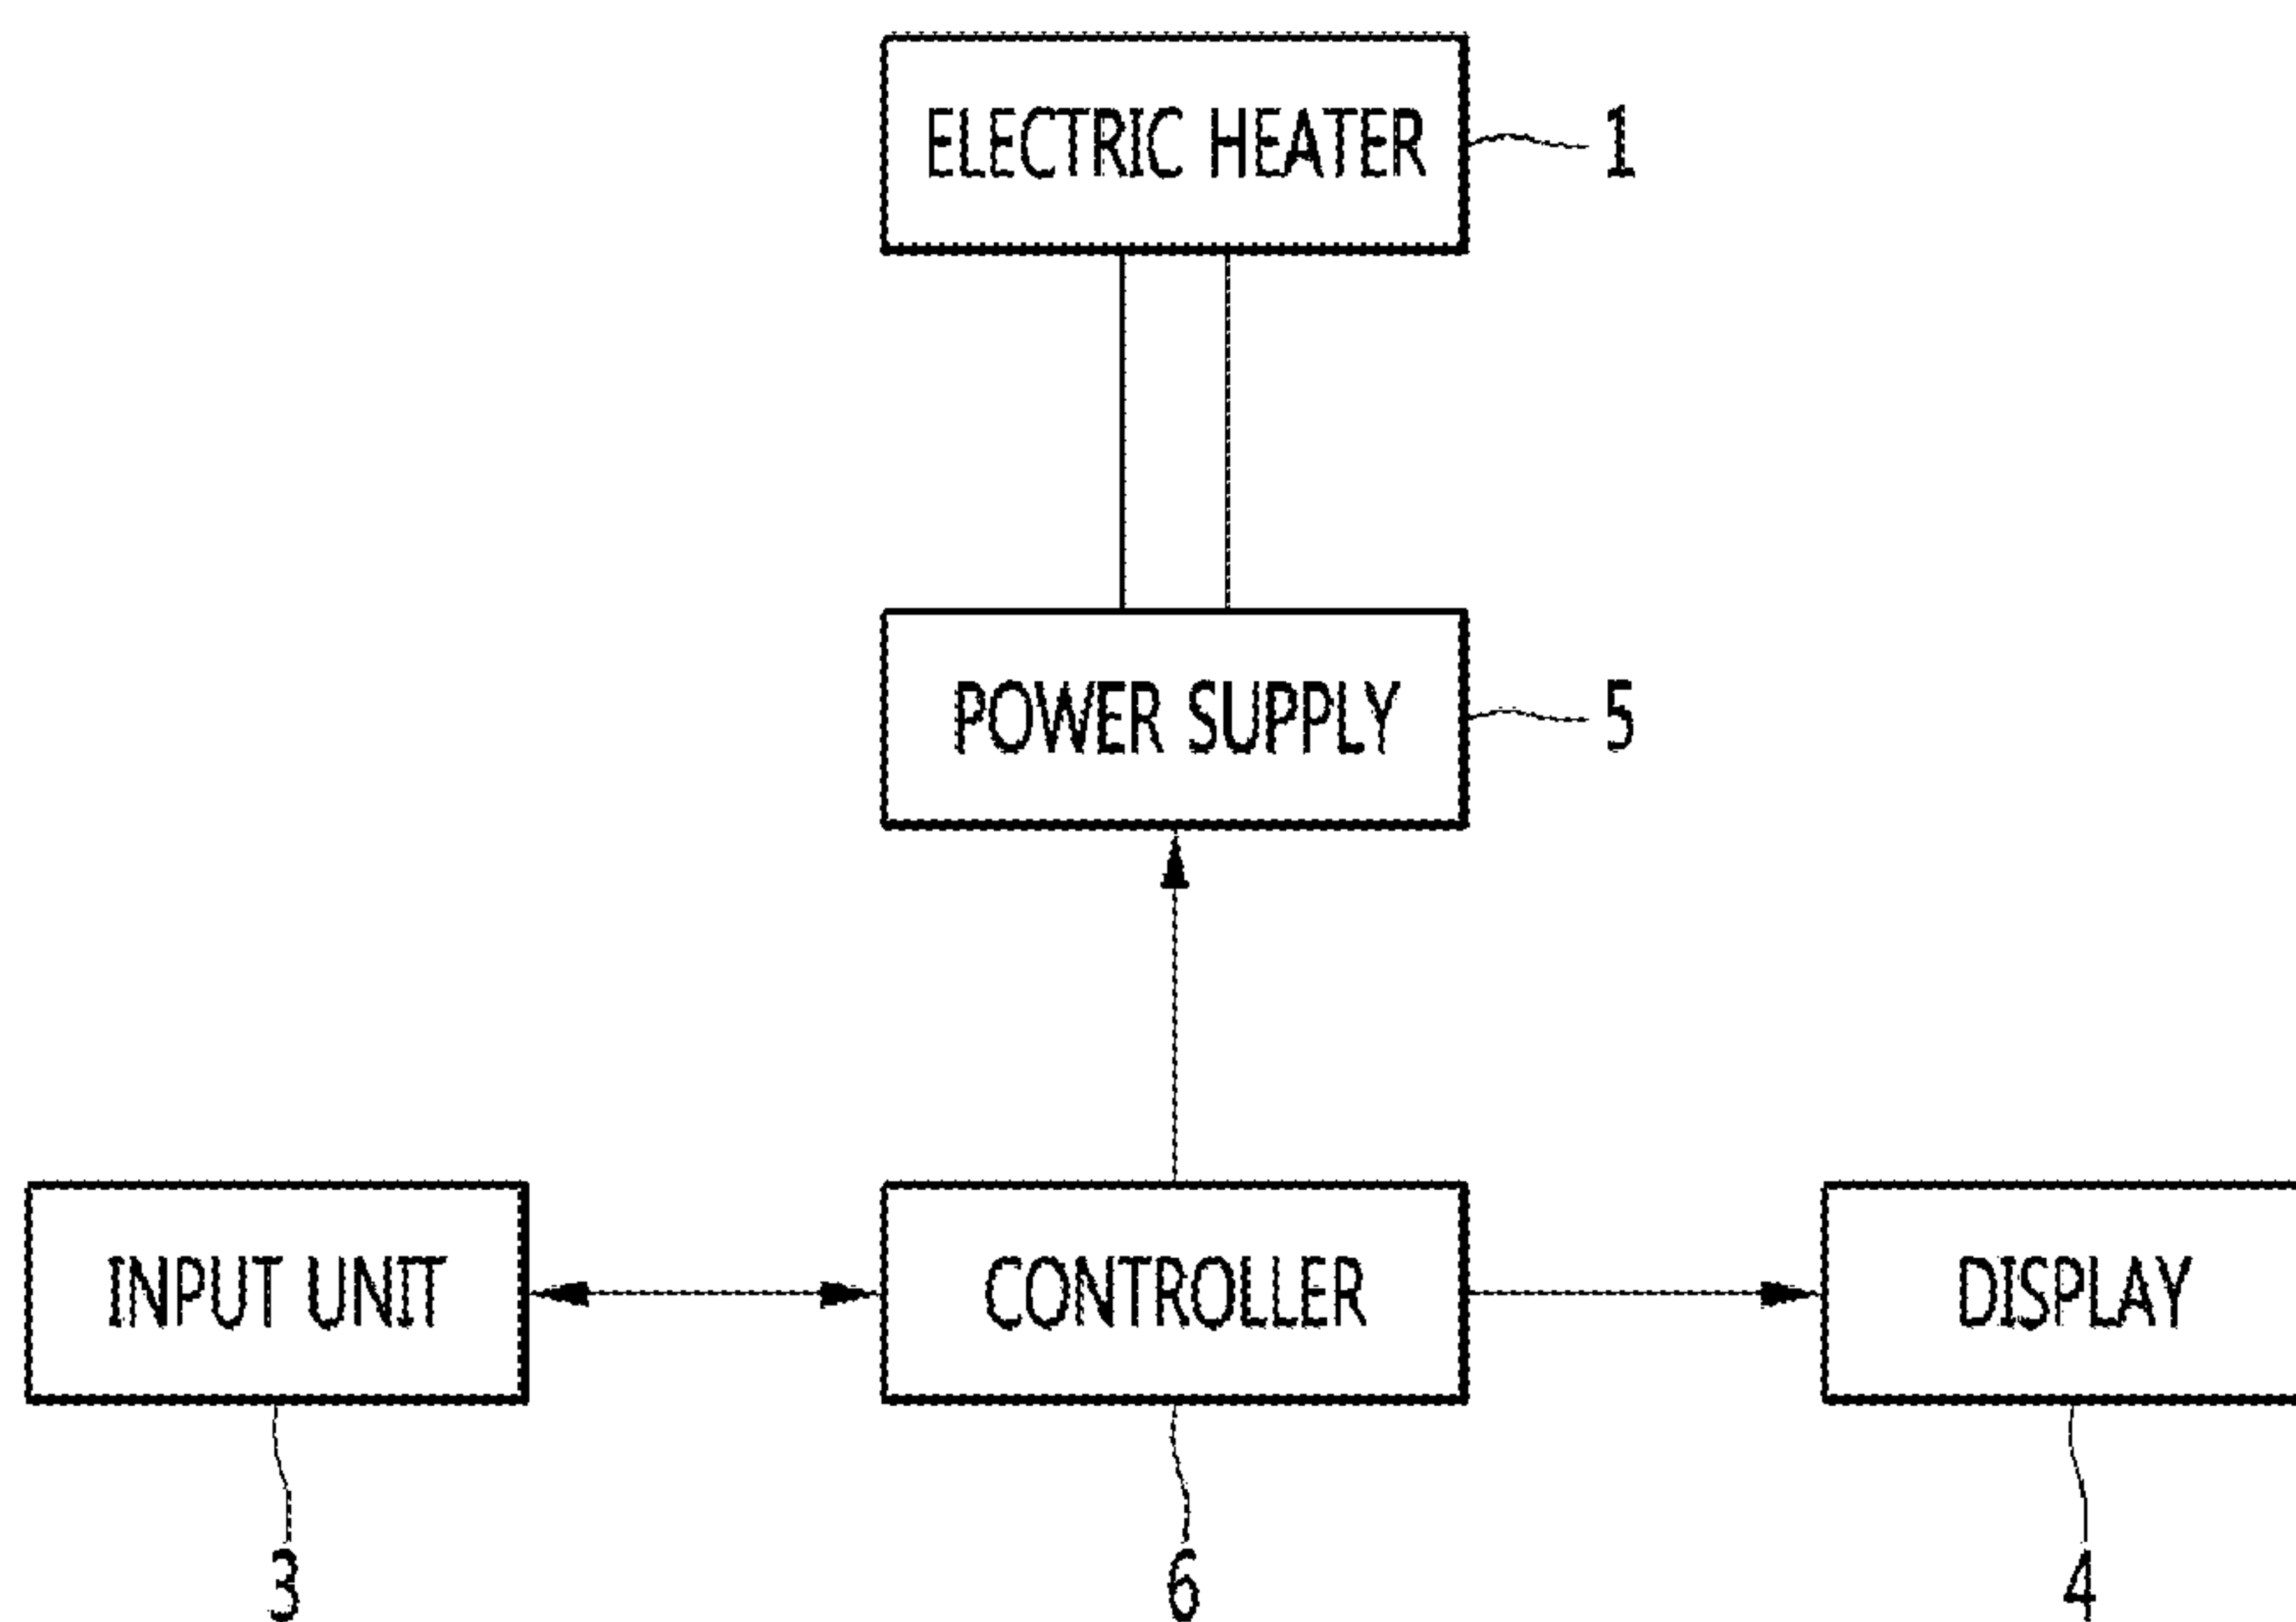 ELECTRIC HEATER 1
POWER SUPPLY 5
INPUT UNIT CONTROLLER DISPLAY
3 6 4